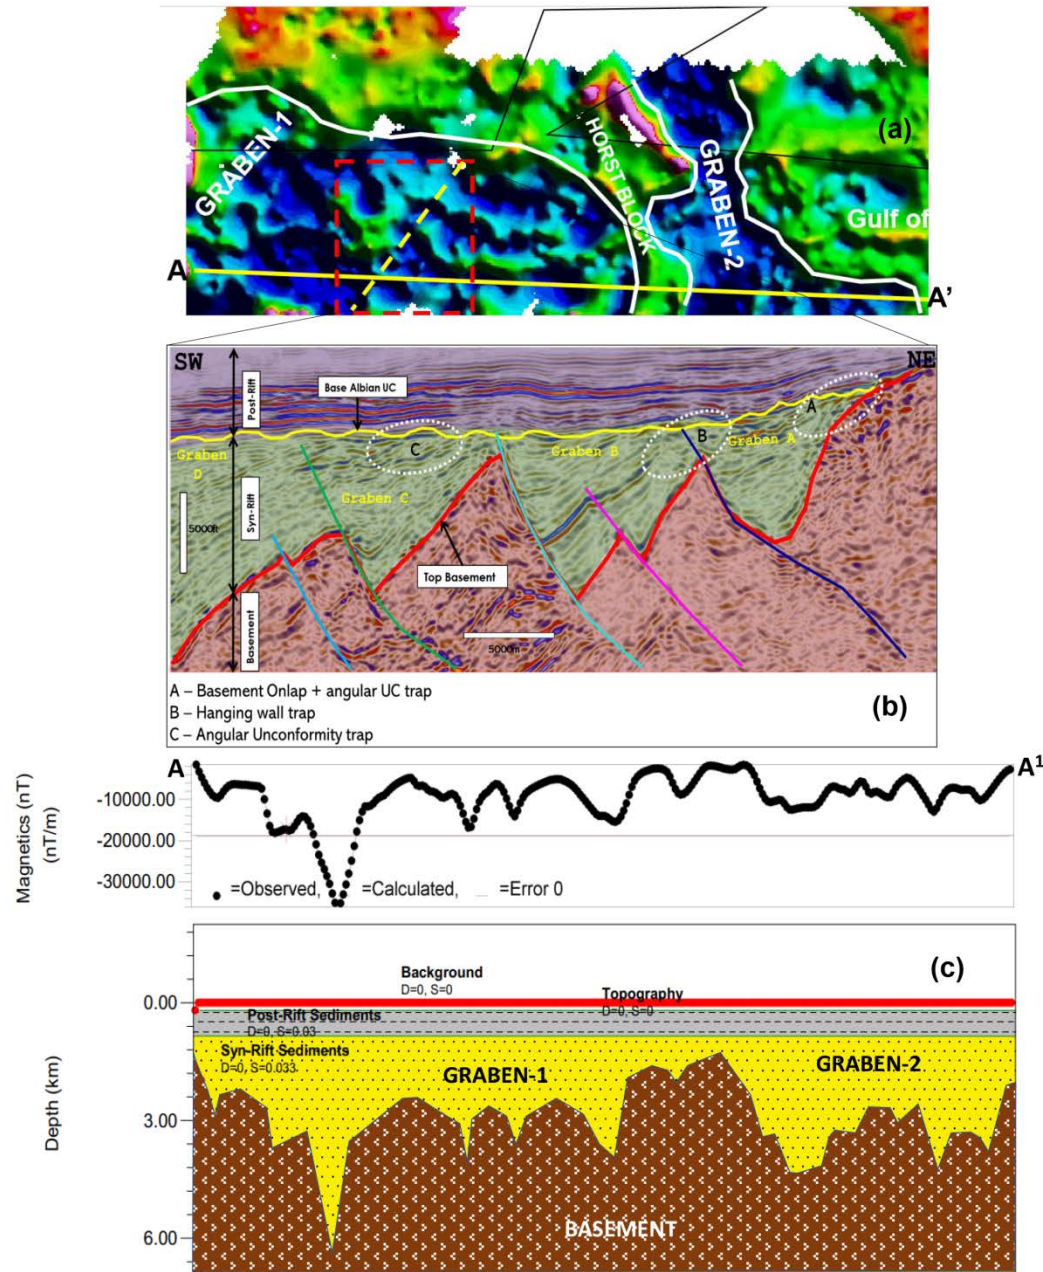 (a)
GRABEN-1
HORST BLOCK
GRABEN-2
Gulf of
A
A'
SW
NE
Post-Rift
Base Albian UC
A
B
C
Graben A
Graben B
Graben D
Graben C
Syn-Rift
5000ft
Top Basement
Basement
5000m
A – Basement Onlap + angular UC trap
B – Hanging wall trap
C – Angular Unconformity trap
(b)
A
A1
Magnetics (nT)
(nT/m)
-10000.00
-20000.00
-30000.00
=Observed, =Calculated, =Error 0
(c)
Background
D=0, S=0
Topography
D=0, S=0
0.00
Post-Rift Sediments
D=0, S=0.03
Syn-Rift Sediments
D=0, S=0.033
GRABEN-1
GRABEN-2
Depth (km)
3.00
BASEMENT
6.00